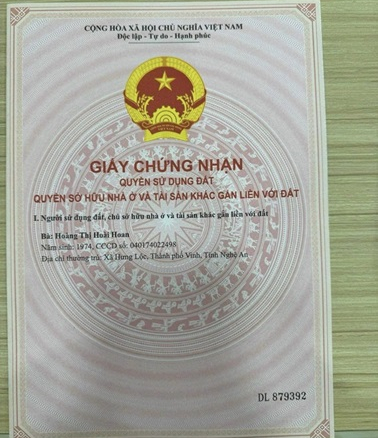 CỘNG HÒA XÃ HỘI CHỦ NGHĨA VIỆT NAM
Độc lập - Tự do - Hạnh phúc
GIẤY CHỨNG NHẬN
QUYỀN SỬ DỤNG ĐẤT
QUYỀN SỞ HỮU NHÀ Ở VÀ TÀI SẢN KHÁC GẮN LIỀN VỚI ĐẤT
I. Người sử dụng đất, chủ sở hữu nhà ở và tài sản khác gắn liền với đất
Bà: Hoàng Thị Hoài Hoan
Năm sinh: 1974, CCCD số: 040174022498
Địa chỉ thường trú: Xã Hưng Lộc, Thành phố Vinh, Tỉnh Nghệ An
DL 879392